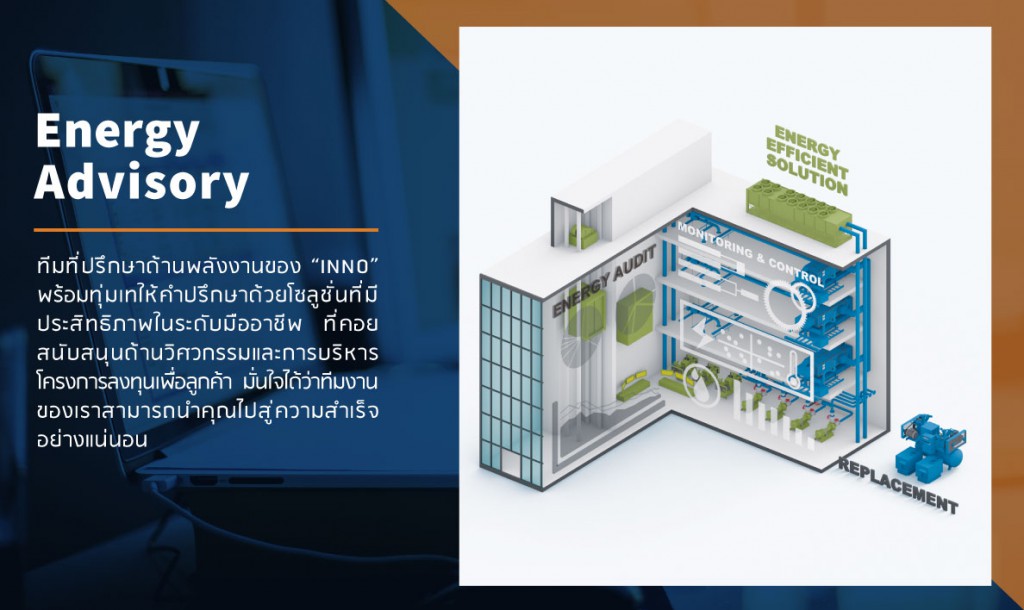 Energy
Advisory
ทีมที่ปรึกษาด้านพลังงานของ “INNO”
พร้อมทุ่มเทให้คำปรึกษาด้วยโซลูชั่นที่มี
ประสิทธิภาพในระดับมืออาชีพ ที่คอย
สนับสนุนด้านวิศวกรรมและการบริหาร
โครงการลงทุนเพื่อลูกค้า มั่นใจได้ว่าทีมงาน
ของเราสามารถนำคุณไปสู่ความสำเร็จ
อย่างแน่นอน
ENERGY
EFFICIENT
SOLUTION
MONITORING & CONTROL
ENERGY AUDIT
REPLACEMENT